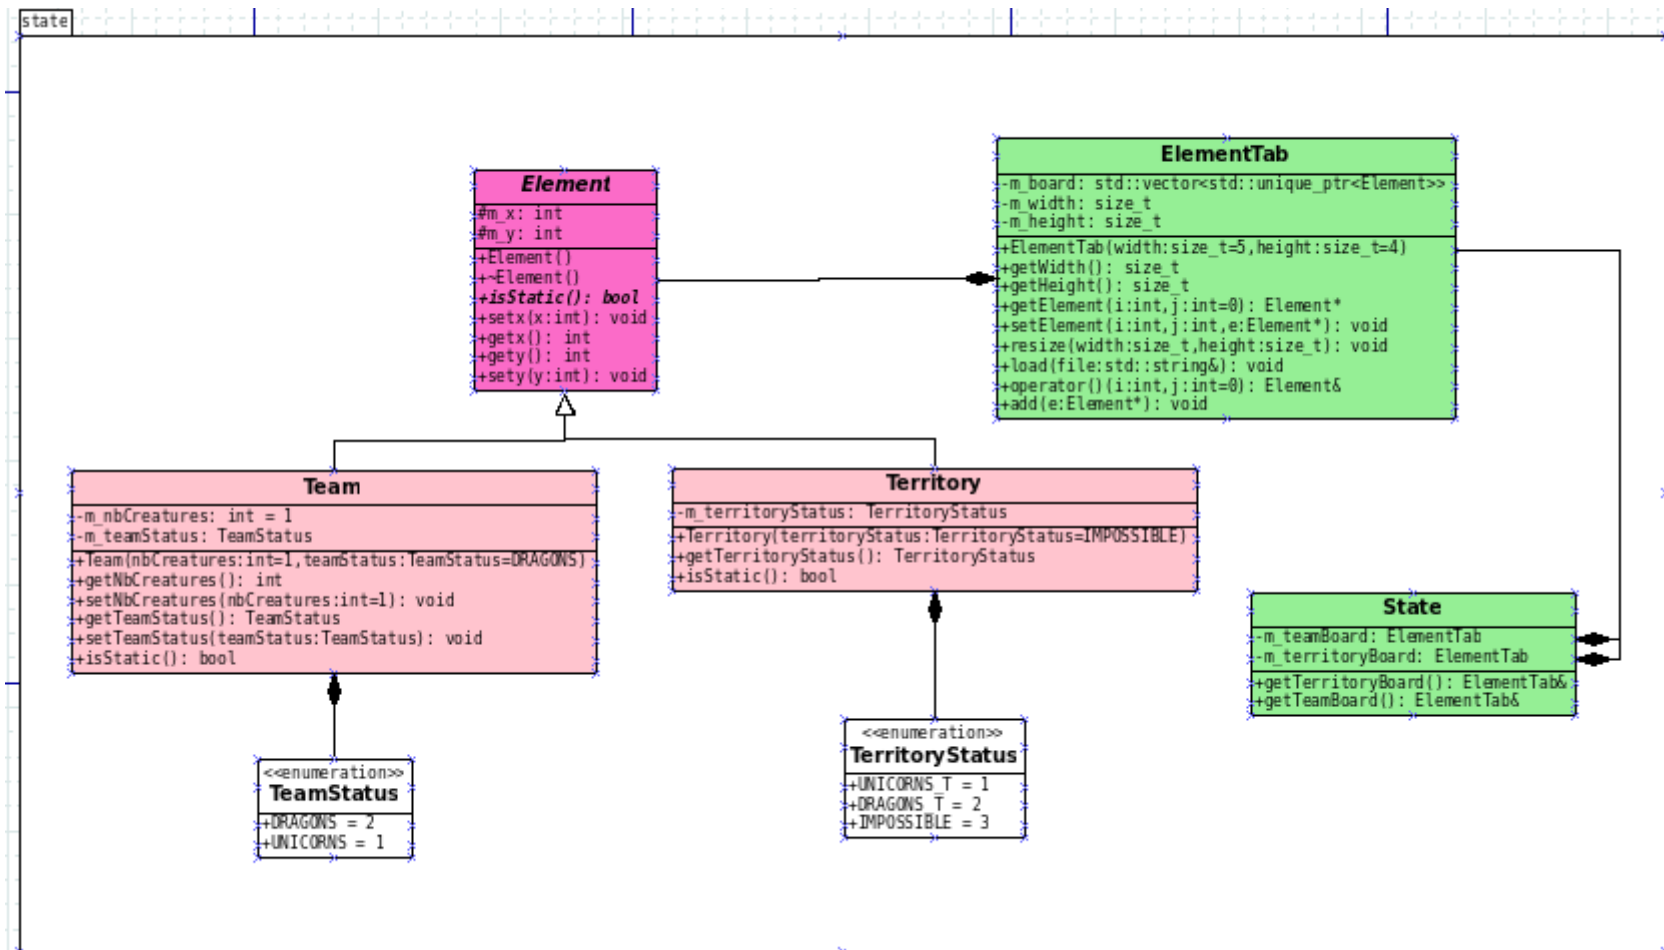 state
Element
#m_x: int
#m_y: int
+Element()
+~Element()
+isStatic(): bool
+setx(x:int): void
+getx(): int
+gety(): int
+sety(y:int): void
ElementTab
-m_board: std::vector<std::unique_ptr<Element>>
-m_width: size_t
-m_height: size_t
+ElementTab(width:size_t=5,height:size_t=4)
+getWidth(): size_t
+getHeight(): size_t
+getElement(i:int,j:int=0): Element*
+setElement(i:int,j:int,e:Element*): void
+resize(width:size_t,height:size_t): void
+load(file:std::string&): void
+operator()(i:int,j:int=0): Element&
+add(e:Element*): void
Team
-m_nbCreatures: int = 1
-m_teamStatus: TeamStatus
+Team(nbCreatures:int=1,teamStatus:TeamStatus=DRAGONS)
+getNbCreatures(): int
+setNbCreatures(nbCreatures:int=1): void
+getTeamStatus(): TeamStatus
+setTeamStatus(teamStatus:TeamStatus): void
+isStatic(): bool
Territory
-m_territoryStatus: TerritoryStatus
+Territory(territoryStatus:TerritoryStatus=IMPOSSIBLE)
+getTerritoryStatus(): TerritoryStatus
+isStatic(): bool
State
-m_teamBoard: ElementTab
-m_territoryBoard: ElementTab
+getTerritoryBoard(): ElementTab&
+getTeamBoard(): ElementTab&
<<enumeration>>
TeamStatus
+DRAGONS = 2
+UNICORNS = 1
<<enumeration>>
TerritoryStatus
+UNICORNS_T = 1
+DRAGONS_T = 2
+IMPOSSIBLE = 3